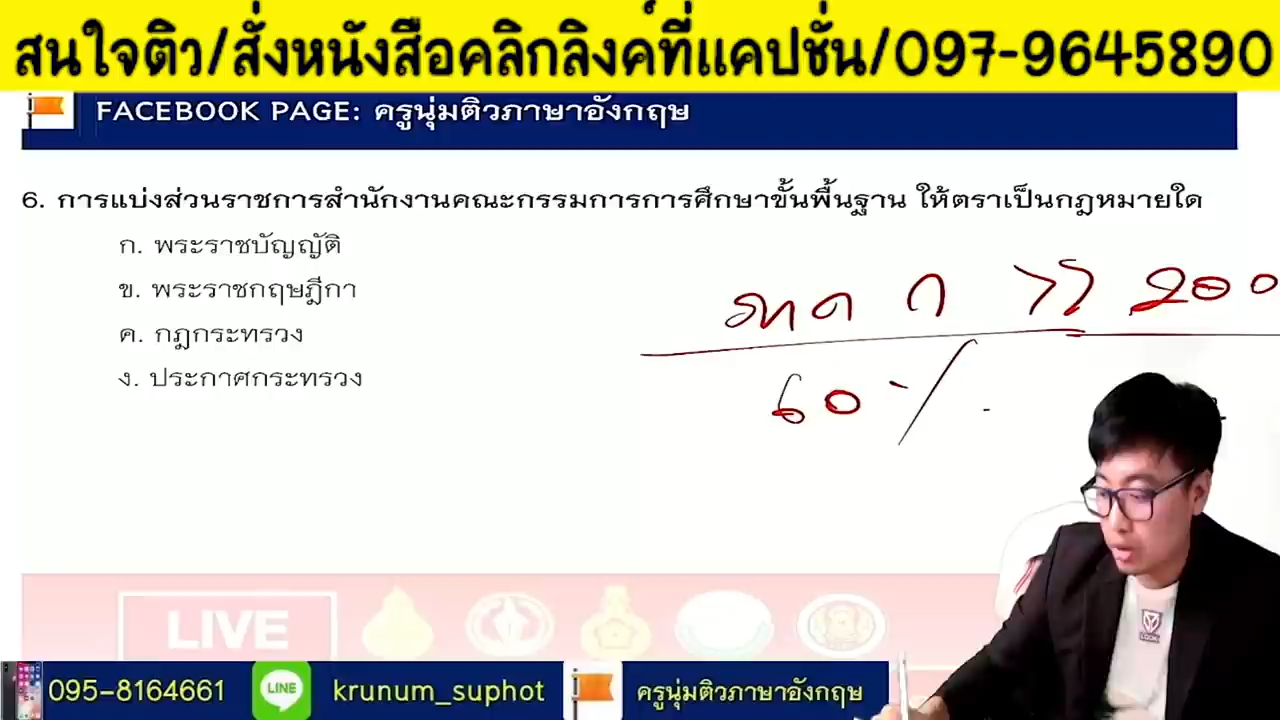 สนใจติว/สั่งหนังสือคลิกลิงค์ที่แคปชั่น/097-9645890
FACEBOOK PAGE: ครูนุ่มติวภาษาอังกฤษ
6. การแบ่งส่วนราชการสำนักงานคณะกรรมการการศึกษาขั้นพื้นฐาน ให้ตราเป็นกฎหมายใด
ก. พระราชบัญญัติ
ข. พระราชกฤษฎีกา
ค. กฎกระทรวง
ง. ประกาศกระทรวง
ภาค ก 200
60 %
LIVE
095-8164661 LINE krunum_suphot ครูนุ่มติวภาษาอังกฤษ